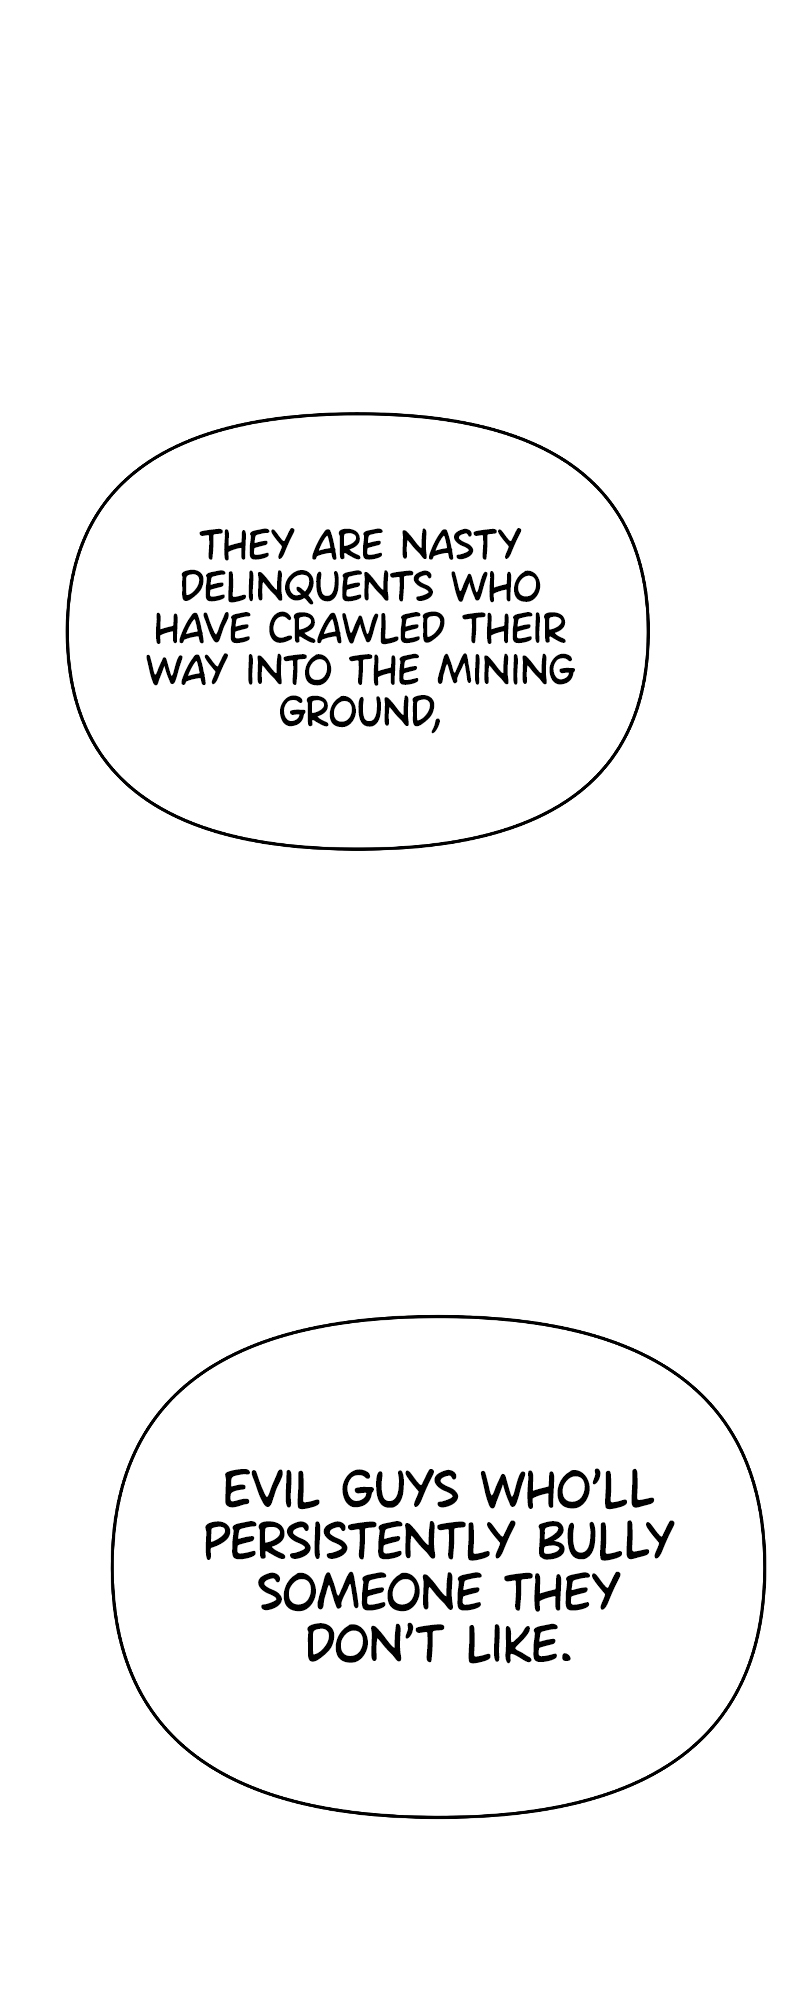 THEY ARE NASTY
DELINQUENTS WHO
HAVE CRAWLED THEIR
WAY INTO THE MINING
GROUND,
EVIL GUYS WHO'LL
PERSISTENTLY BULLY
SOMEONE THEY
DON'T LIKE.